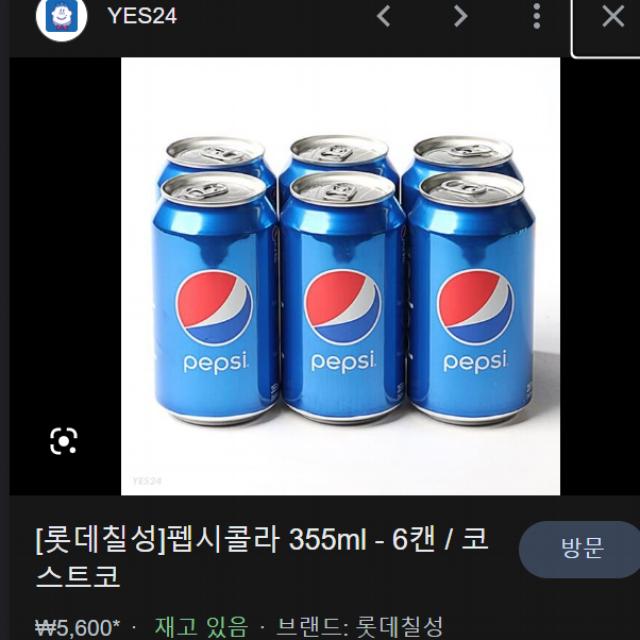 YES24
pepsi
pepsi
pepsi
YES24
[롯데칠성]펩시콜라 355ml - 6캔 / 코
스트코
방문
₩5,600* · 재고 있음 · 브랜드: 롯데칠성